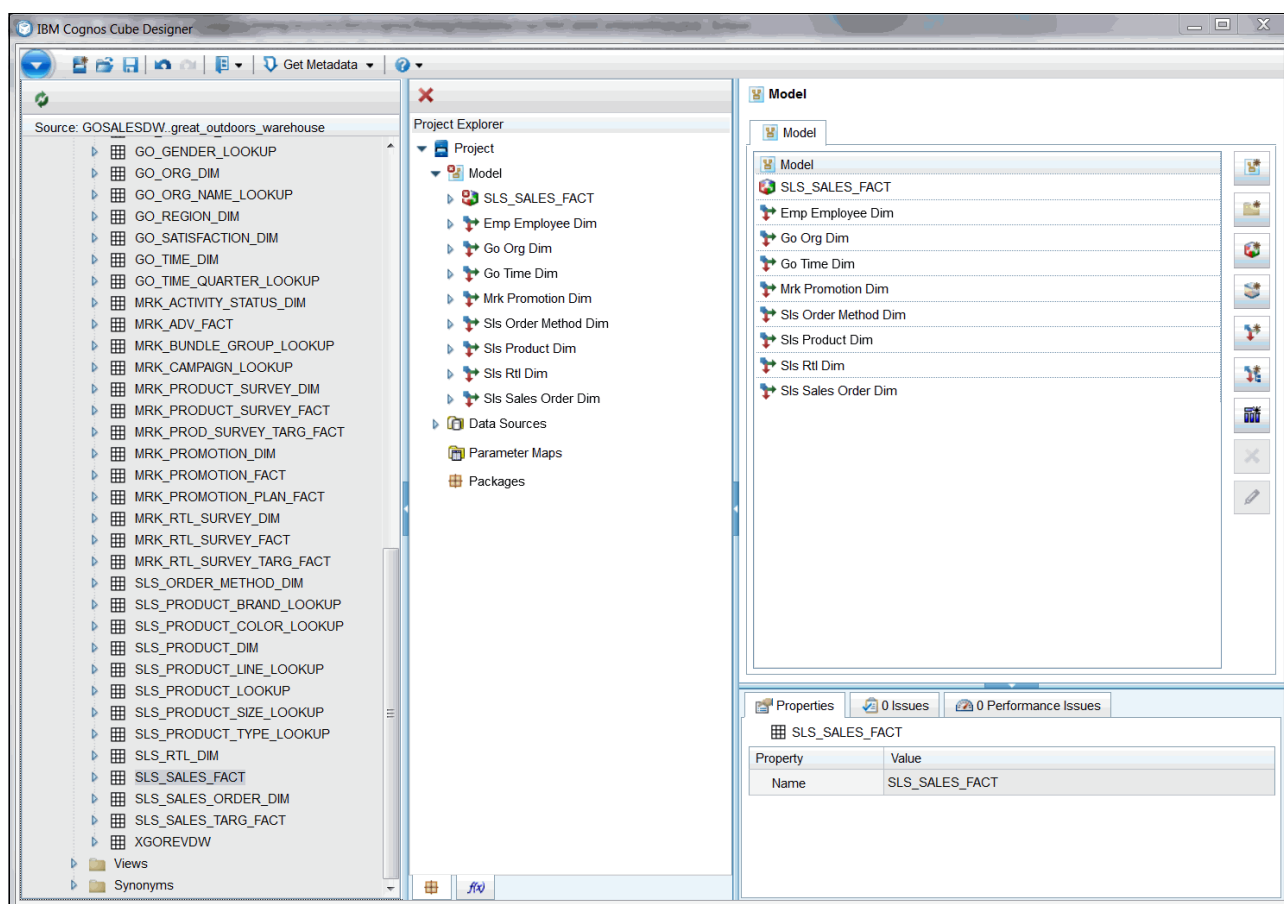 IBM Cognos Cube Designer
Get Metadata
Source: GOSALESDW..great_outdoors_warehouse
GO_GENDER_LOOKUP
GO_ORG_DIM
GO_ORG_NAME_LOOKUP
GO_REGION_DIM
GO_SATISFACTION_DIM
GO_TIME_DIM
GO_TIME_QUARTER_LOOKUP
MRK_ACTIVITY_STATUS_DIM
MRK_ADV_FACT
MRK_BUNDLE_GROUP_LOOKUP
MRK_CAMPAIGN_LOOKUP
MRK_PRODUCT_SURVEY_DIM
MRK_PRODUCT_SURVEY_FACT
MRK_PROD_SURVEY_TARG_FACT
MRK_PROMOTION_DIM
MRK_PROMOTION_FACT
MRK_PROMOTION_PLAN_FACT
MRK_RTL_SURVEY_DIM
MRK_RTL_SURVEY_FACT
MRK_RTL_SURVEY_TARG_FACT
SLS_ORDER_METHOD_DIM
SLS_PRODUCT_BRAND_LOOKUP
SLS_PRODUCT_COLOR_LOOKUP
SLS_PRODUCT_DIM
SLS_PRODUCT_LINE_LOOKUP
SLS_PRODUCT_LOOKUP
SLS_PRODUCT_SIZE_LOOKUP
SLS_PRODUCT_TYPE_LOOKUP
SLS_RTL_DIM
SLS_SALES_FACT
SLS_SALES_ORDER_DIM
SLS_SALES_TARG_FACT
XGOREVDW
Views
Synonyms
Project Explorer
Project
Model
SLS_SALES_FACT
Emp Employee Dim
Go Org Dim
Go Time Dim
Mrk Promotion Dim
Sls Order Method Dim
Sls Product Dim
Sls Rtl Dim
Sls Sales Order Dim
Data Sources
Parameter Maps
Packages
f(x)
Model
Model
Model
SLS_SALES_FACT
Emp Employee Dim
Go Org Dim
Go Time Dim
Mrk Promotion Dim
Sls Order Method Dim
Sls Product Dim
Sls Rtl Dim
Sls Sales Order Dim
Properties 0 Issues 0 Performance Issues
SLS_SALES_FACT
Property Value
Name SLS_SALES_FACT